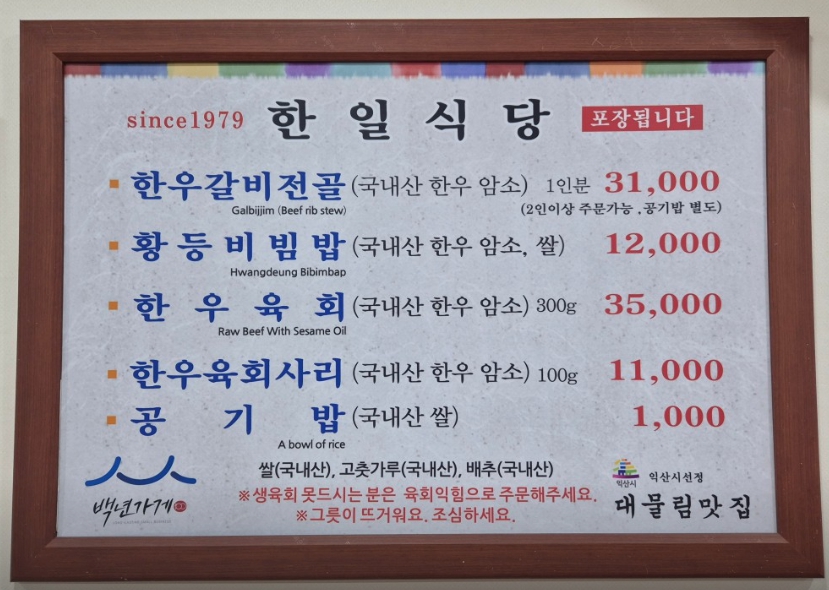 since1979 한일식당 포장됩니다
한우갈비전골(국내산 한우 암소) 1인분 31,000
Galbijjim (Beef rib stew) (2인이상 주문가능, 공기밥 별도)
황등비빔밥(국내산 한우 암소, 쌀) 12,000
Hwangdeung Bibimbap
한우육회(국내산 한우 암소) 300g 35,000
Raw Beef With Sesame Oil
한우육회사리(국내산 한우 암소) 100g 11,000
공기밥(국내산 쌀) 1,000
A bowl of rice
쌀(국내산), 고춧가루(국내산), 배추(국내산)
※생육회 못드시는 분은 육회익힘으로 주문해주세요.
※그릇이 뜨거워요. 조심하세요.
백년가게
익산시 익산시선정
대물림맛집